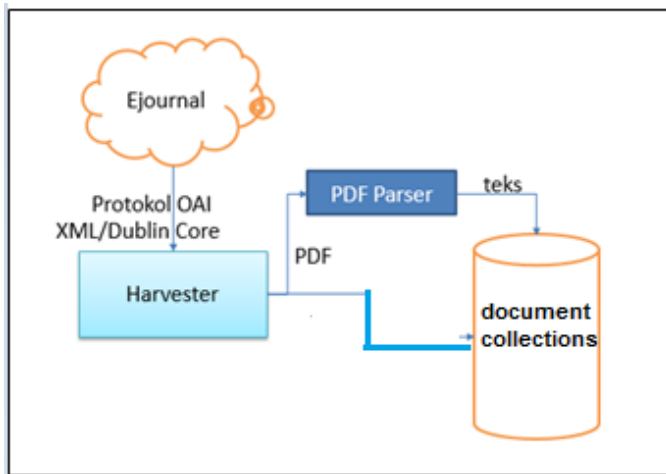 Ejournal
Protokol OAI
XML/Dublin Core
Harvester
PDF
PDF Parser
teks
document
collections